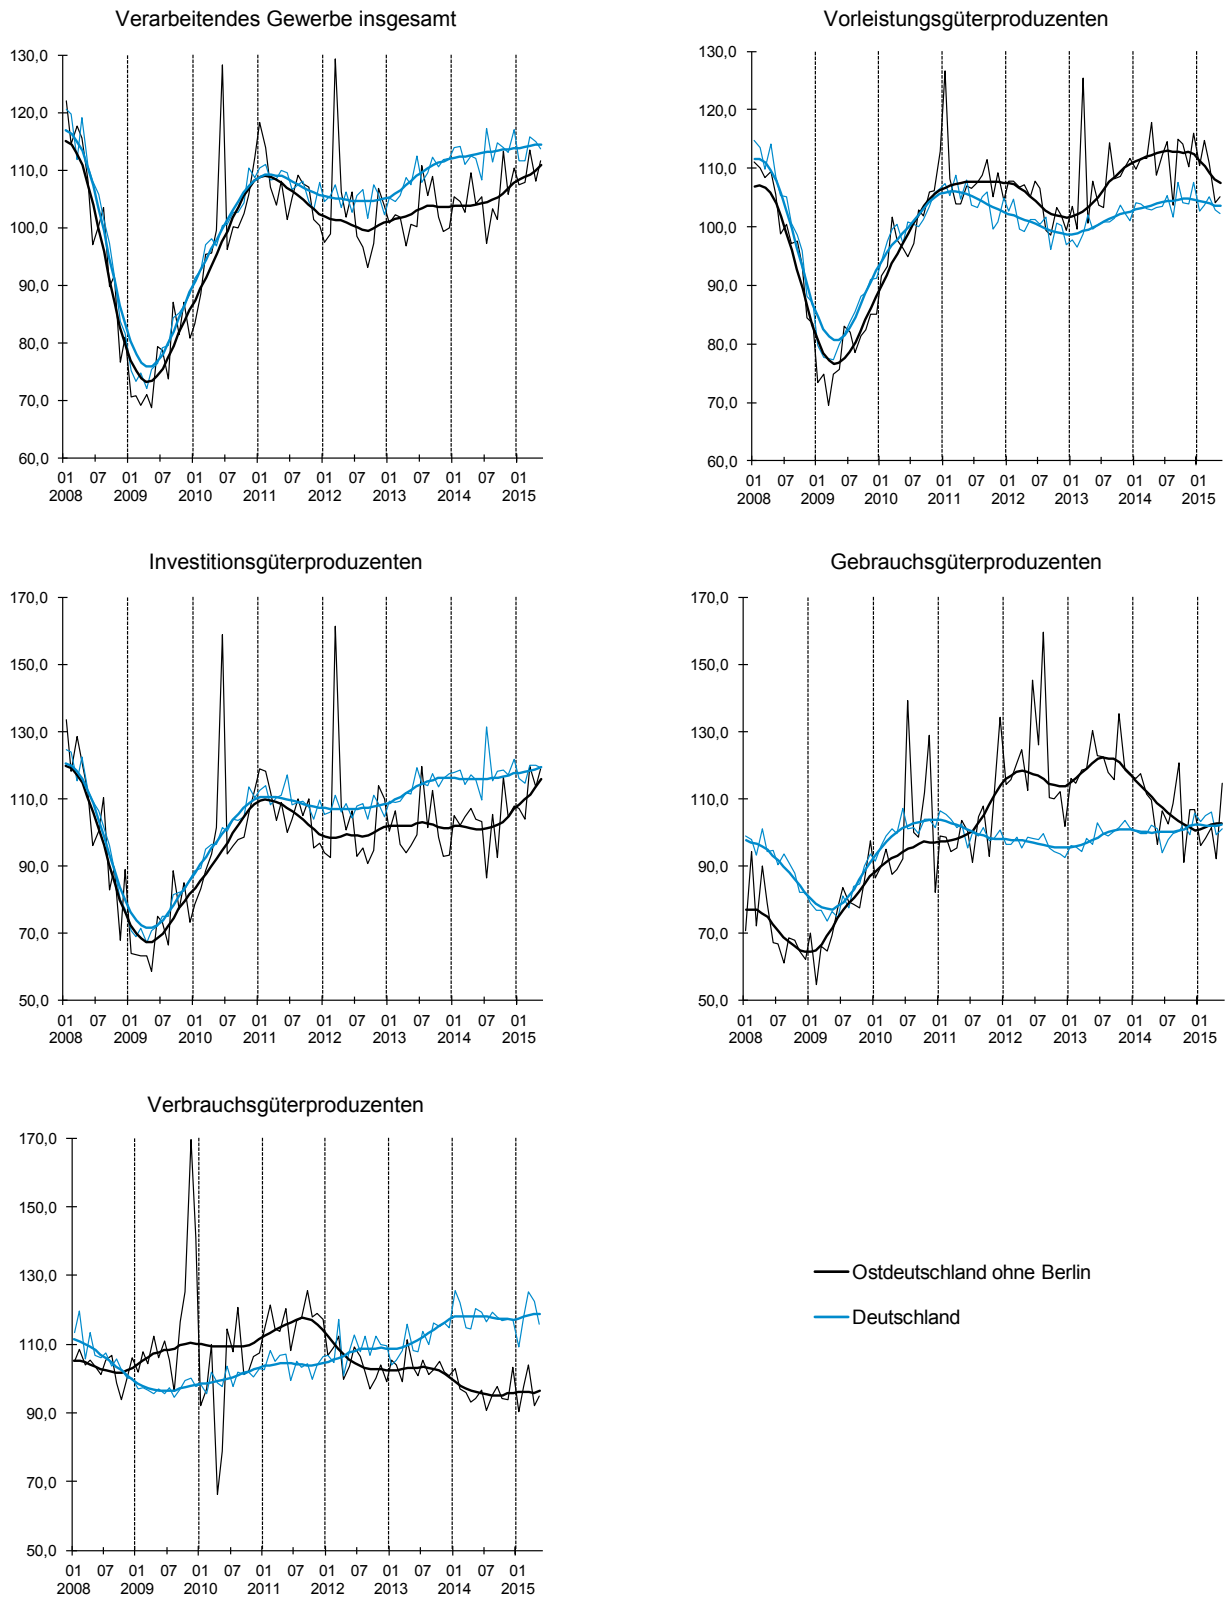 Verarbeitendes Gewerbe insgesamt
130,0
120,0
110,0
100,0
90,0
80,0
70,0
60,0
01 07 01 07 01 07 01 07 01 07 01 07 01 07 01
2008 2009 2010 2011 2012 2013 2014 2015
Vorleistungsgüterproduzenten
130,0
120,0
110,0
100,0
90,0
80,0
70,0
60,0
01 07 01 07 01 07 01 07 01 07 01 07 01 07 01
2008 2009 2010 2011 2012 2013 2014 2015
Investitionsgüterproduzenten
170,0
150,0
130,0
110,0
90,0
70,0
50,0
01 07 01 07 01 07 01 07 01 07 01 07 01 07 01
2008 2009 2010 2011 2012 2013 2014 2015
Gebrauchsgüterproduzenten
170,0
150,0
130,0
110,0
90,0
70,0
50,0
01 07 01 07 01 07 01 07 01 07 01 07 01 07 01
2008 2009 2010 2011 2012 2013 2014 2015
Verbrauchsgüterproduzenten
170,0
150,0
130,0
110,0
90,0
70,0
50,0
01 07 01 07 01 07 01 07 01 07 01 07 01 07 01
2008 2009 2010 2011 2012 2013 2014 2015
Ostdeutschland ohne Berlin
Deutschland